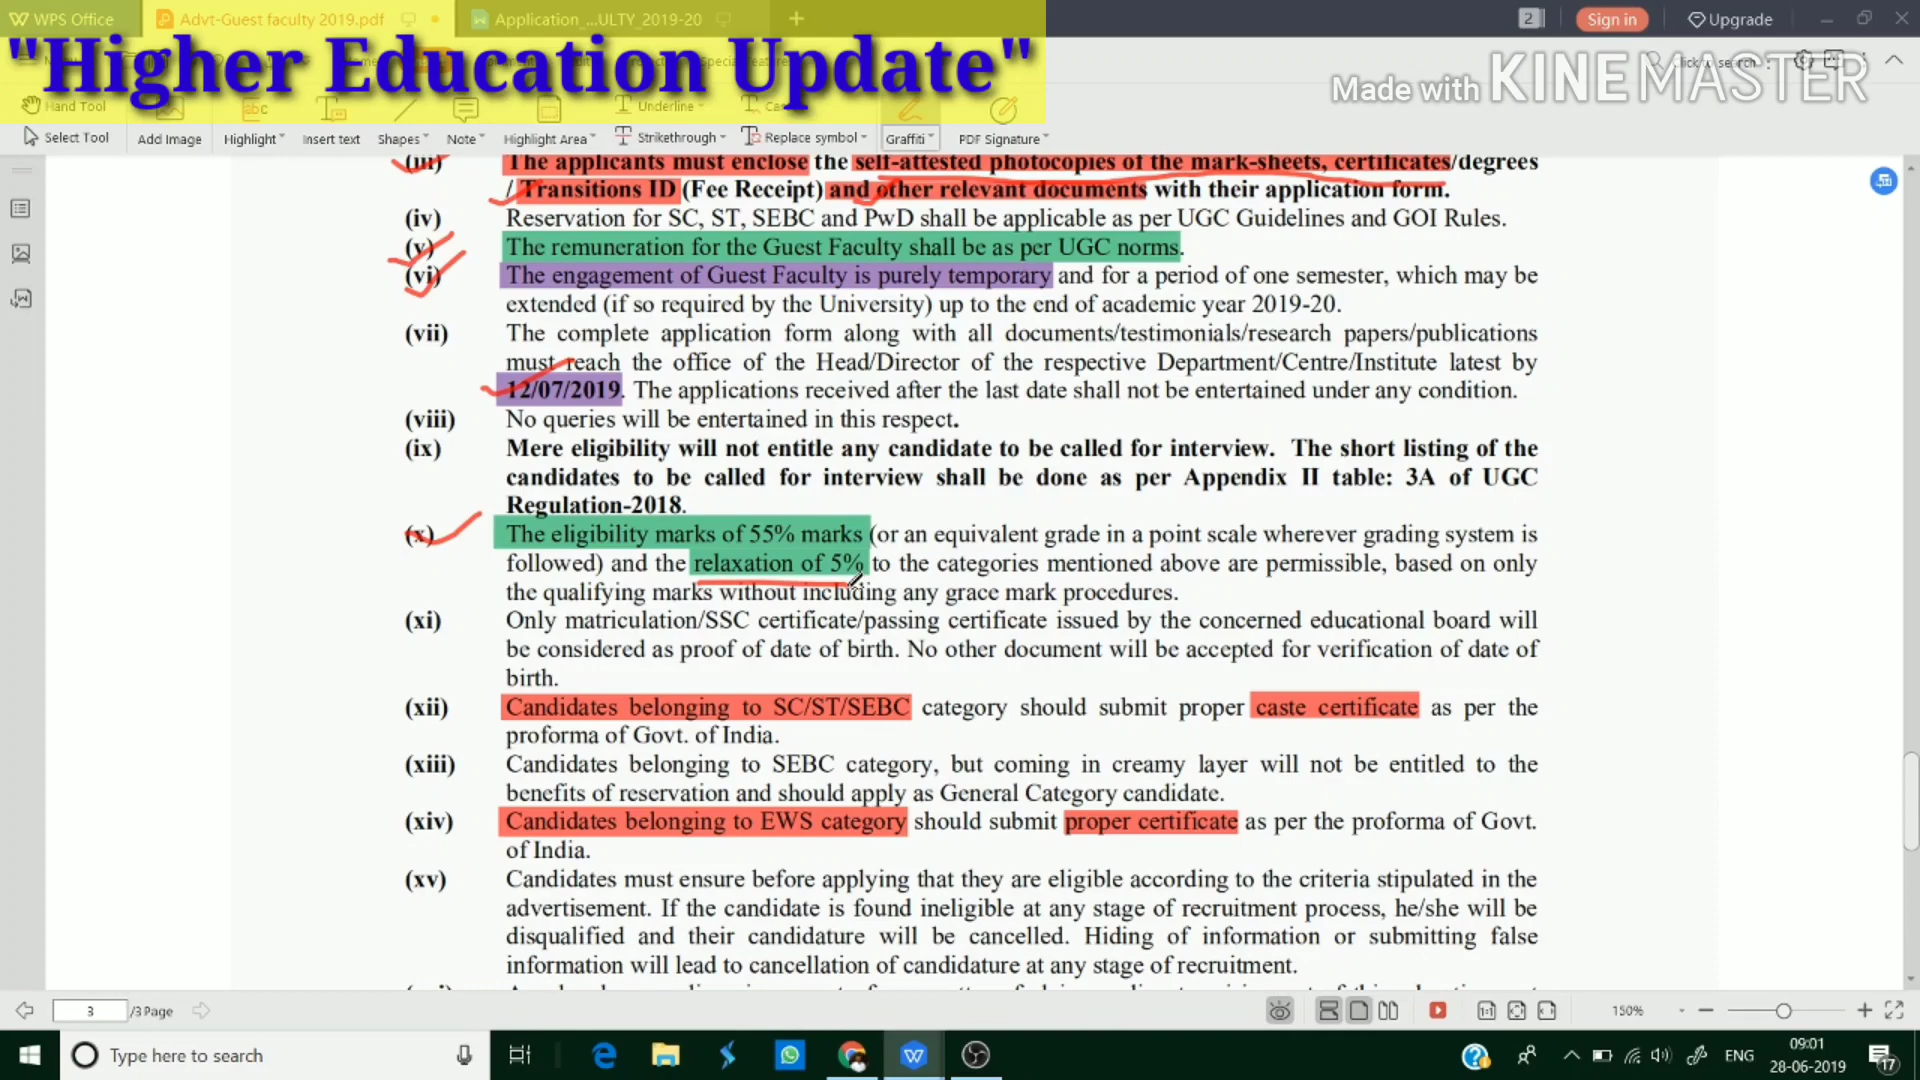 WPS Office
Advt-Guest faculty 2019.pdf
Application_...ULTY_2019-20
2
Sign in
Upgrade
"Higher Education Update"
Made with KINEMASTER
Hand Tool
Underline
Select Tool
Add Image
Highlight
Insert text
Shapes
Note
Highlight Area
Strikethrough
Replace symbol
Graffiti
PDF Signature
(iii) The applicants must enclose the self-attested photocopies of the mark-sheets, certificates/degrees
/ Transitions ID (Fee Receipt) and other relevant documents with their application form.
(iv) Reservation for SC, ST, SEBC and PwD shall be applicable as per UGC Guidelines and GOI Rules.
(v) The remuneration for the Guest Faculty shall be as per UGC norms.
(vi) The engagement of Guest Faculty is purely temporary and for a period of one semester, which may be
extended (if so required by the University) up to the end of academic year 2019-20.
(vii) The complete application form along with all documents/testimonials/research papers/publications
must reach the office of the Head/Director of the respective Department/Centre/Institute latest by
12/07/2019. The applications received after the last date shall not be entertained under any condition.
(viii) No queries will be entertained in this respect.
(ix) Mere eligibility will not entitle any candidate to be called for interview. The short listing of the
candidates to be called for interview shall be done as per Appendix II table: 3A of UGC
Regulation-2018.
(x) The eligibility marks of 55% marks (or an equivalent grade in a point scale wherever grading system is
followed) and the relaxation of 5% to the categories mentioned above are permissible, based on only
the qualifying marks without including any grace mark procedures.
(xi) Only matriculation/SSC certificate/passing certificate issued by the concerned educational board will
be considered as proof of date of birth. No other document will be accepted for verification of date of
birth.
(xii) Candidates belonging to SC/ST/SEBC category should submit proper caste certificate as per the
proforma of Govt. of India.
(xiii) Candidates belonging to SEBC category, but coming in creamy layer will not be entitled to the
benefits of reservation and should apply as General Category candidate.
(xiv) Candidates belonging to EWS category should submit proper certificate as per the proforma of Govt.
of India.
(xv) Candidates must ensure before applying that they are eligible according to the criteria stipulated in the
advertisement. If the candidate is found ineligible at any stage of recruitment process, he/she will be
disqualified and their candidature will be cancelled. Hiding of information or submitting false
information will lead to cancellation of candidature at any stage of recruitment.
3 /3 Page
150%
Type here to search
ENG
09:01
28-06-2019
17